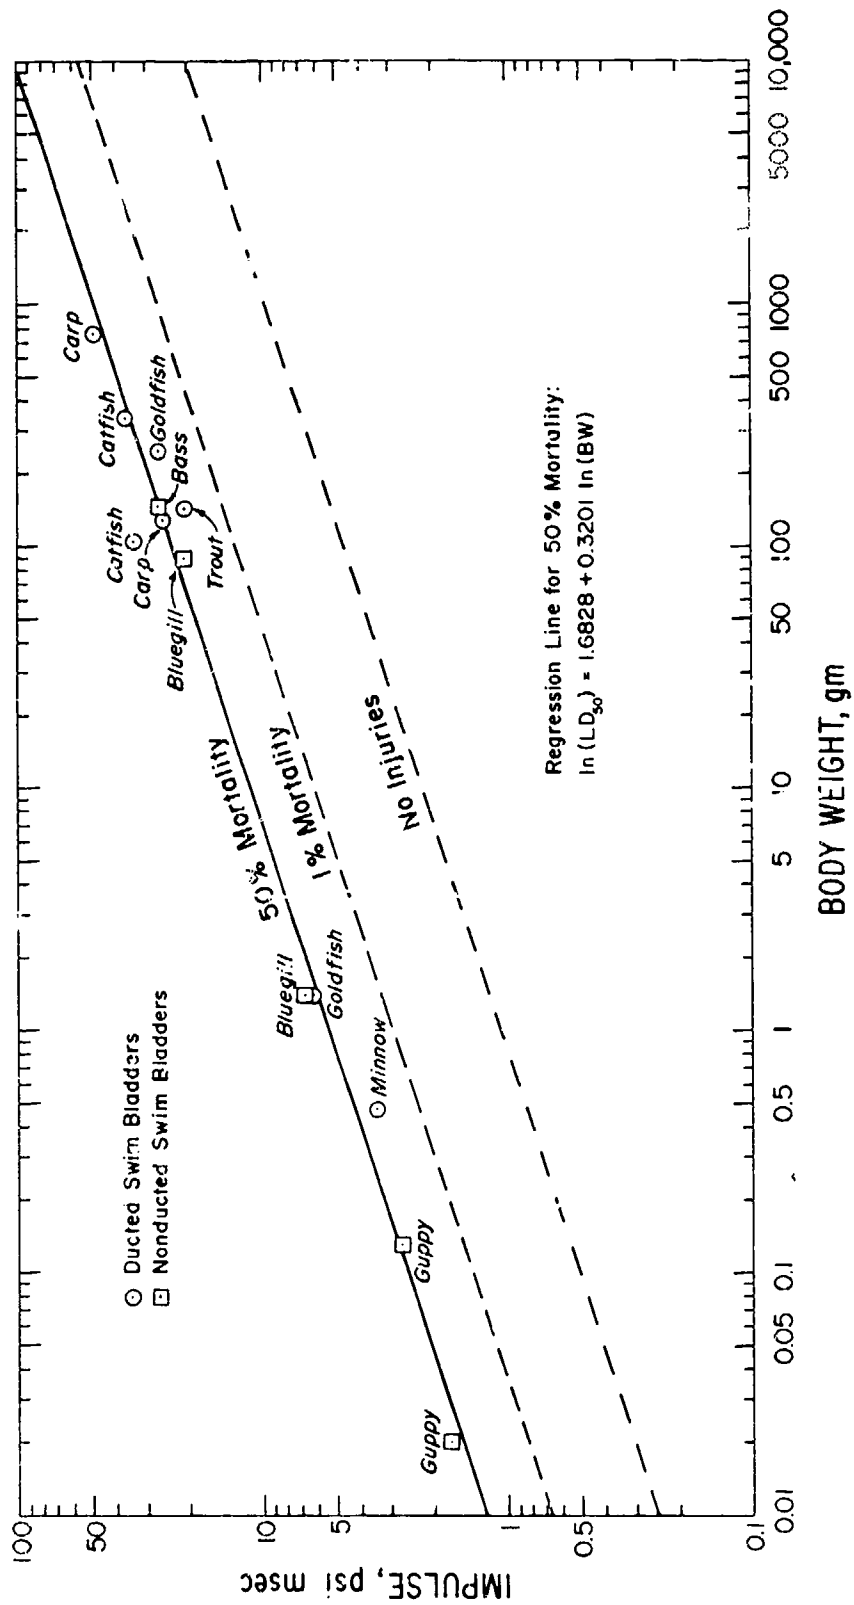 IMPULSE, psi msec
100
50
10
5
1
0.5
0.1
⊙ Ducted Swim Bladders
⊡ Nonducted Swim Bladders
Guppy
Guppy
Minnow
Bluegill
Goldfish
50% Mortality
1% Mortality
No Injuries
Bluegill
Carp
Catfish
Trout
Bass
Goldfish
Catfish
Carp
Regression Line for 50% Mortality:
ln (LD50) = 1.6828 + 0.3201 ln (BW)
0.01
0.05
0.1
0.5
1
5
10
50
100
500
1000
5000
10,000
BODY WEIGHT, gm